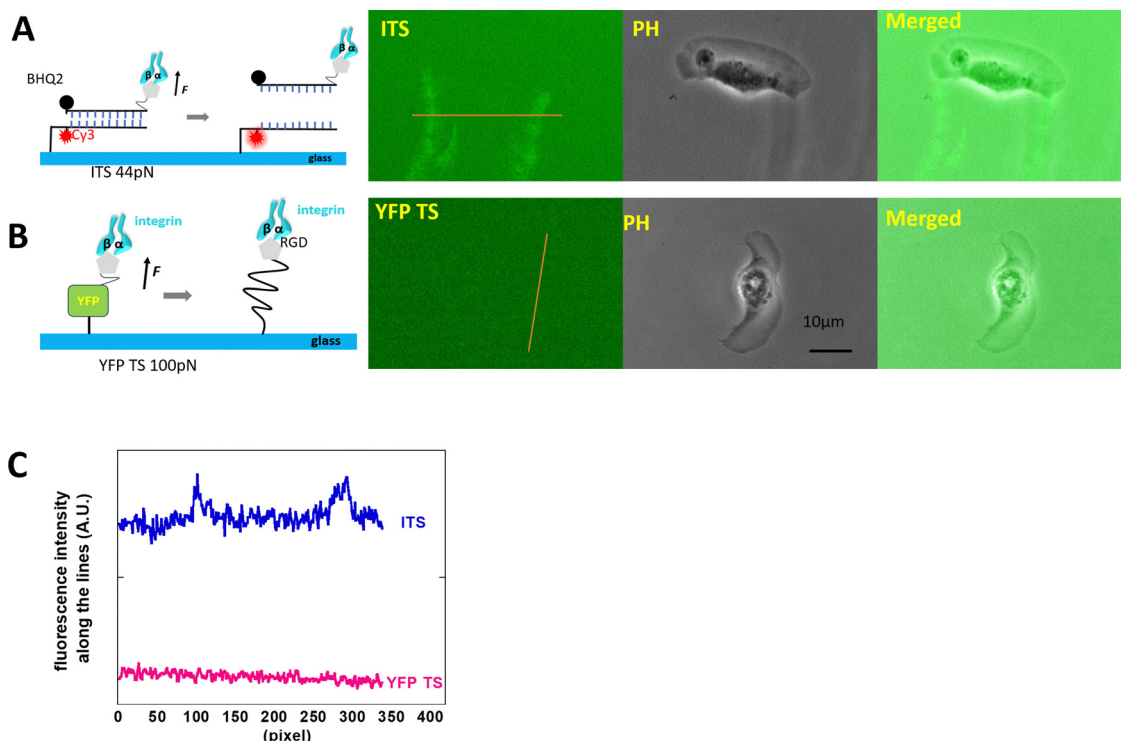 A
BHQ2
β α
F
β α
Cy3
glass
ITS 44pN
ITS
PH
Merged
B
integrin
β α
F
YFP
integrin
β α
RGD
glass
YFP TS 100pN
YFP TS
PH
10μm
Merged
C
fluorescence intensity
along the lines (A.U.)
ITS
YFP TS
0 50 100 150 200 250 300 350 400
(pixel)